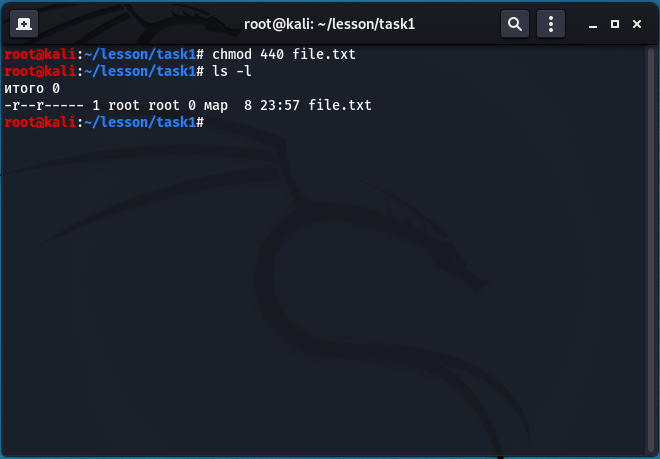 root@kali: ~/lesson/task1
root@kali:~/lesson/task1# chmod 440 file.txt
root@kali:~/lesson/task1# ls -l
итого 0
-r--r----- 1 root root 0 мар  8 23:57 file.txt
root@kali:~/lesson/task1#